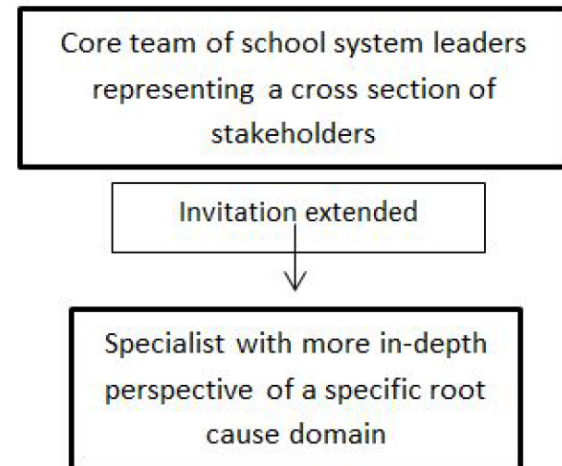 Core team of school system leaders
representing a cross section of
stakeholders
Invitation extended
Specialist with more in-depth
perspective of a specific root
cause domain